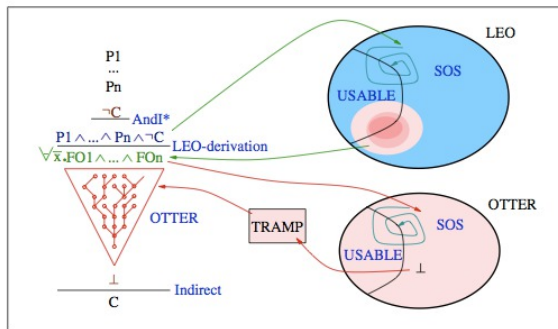 P1
...
Pn
¬C
AndI*
P1 ∧ ... ∧ Pn ∧ ¬C
LEO-derivation
∀x̄.FO1 ∧ ... ∧ FOn
OTTER
⊥
Indirect
C
TRAMP
LEO
SOS
USABLE
OTTER
SOS
USABLE
⊥